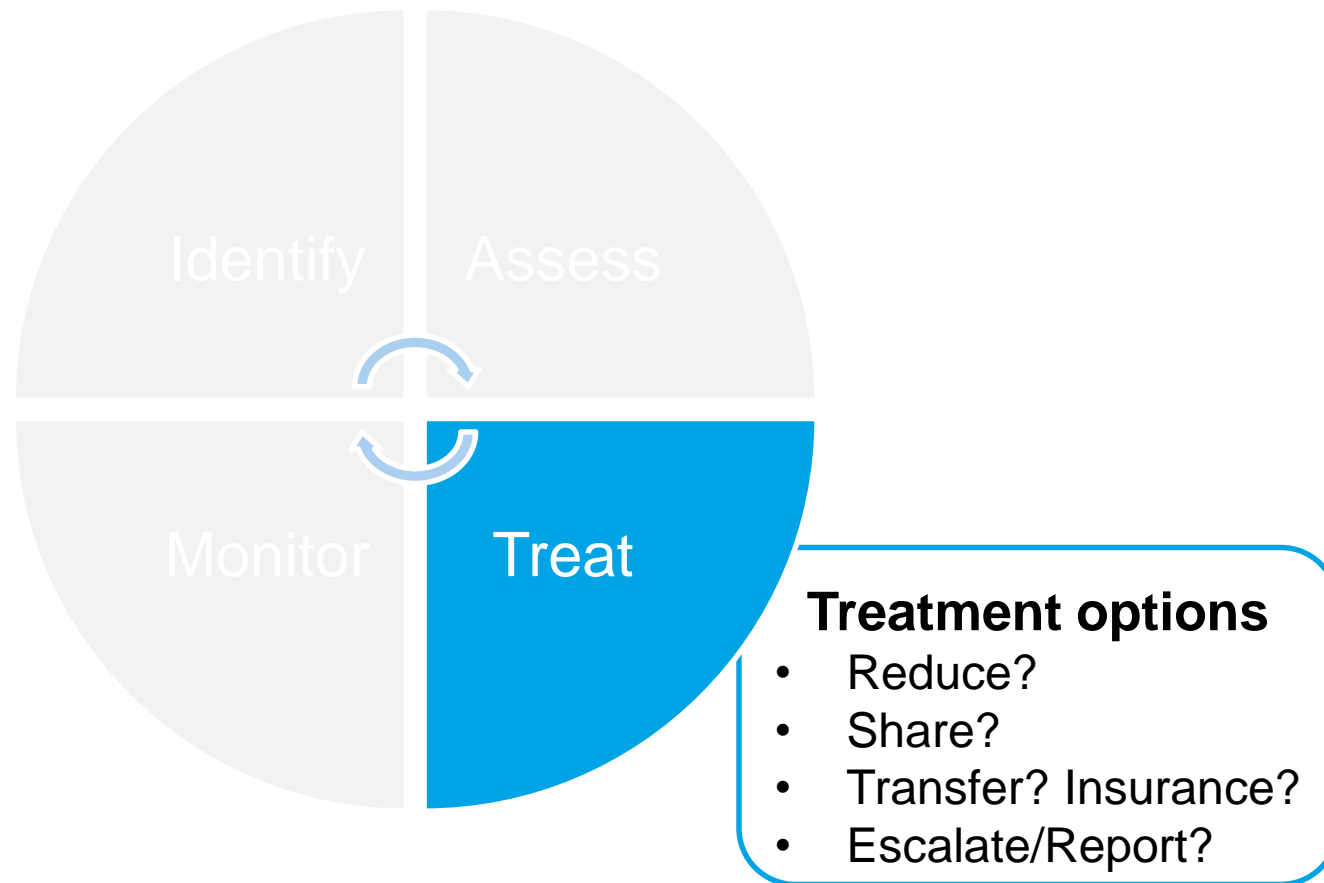 Identify
Assess
Monitor
Treat
Treatment options
• Reduce?
• Share?
• Transfer? Insurance?
• Escalate/Report?